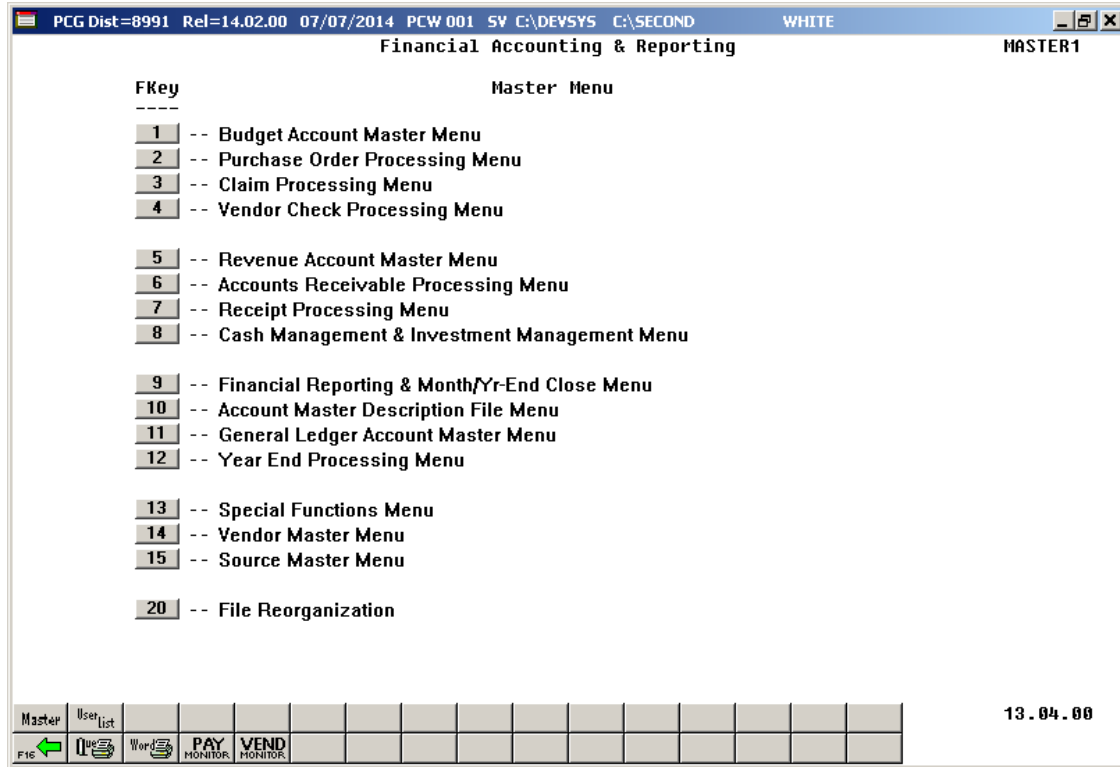 PCG Dist=8991 Rel=14.02.00 07/07/2014 PCW 001 SV C:\DEVSYS C:\SECOND WHITE
Financial Accounting & Reporting MASTER1
FKey Master Menu
----
1 -- Budget Account Master Menu
2 -- Purchase Order Processing Menu
3 -- Claim Processing Menu
4 -- Vendor Check Processing Menu
5 -- Revenue Account Master Menu
6 -- Accounts Receivable Processing Menu
7 -- Receipt Processing Menu
8 -- Cash Management & Investment Management Menu
9 -- Financial Reporting & Month/Yr-End Close Menu
10 -- Account Master Description File Menu
11 -- General Ledger Account Master Menu
12 -- Year End Processing Menu
13 -- Special Functions Menu
14 -- Vendor Master Menu
15 -- Source Master Menu
20 -- File Reorganization
Master User List 13.04.00
F16 Que Word PAY MONITOR VEND MONITOR